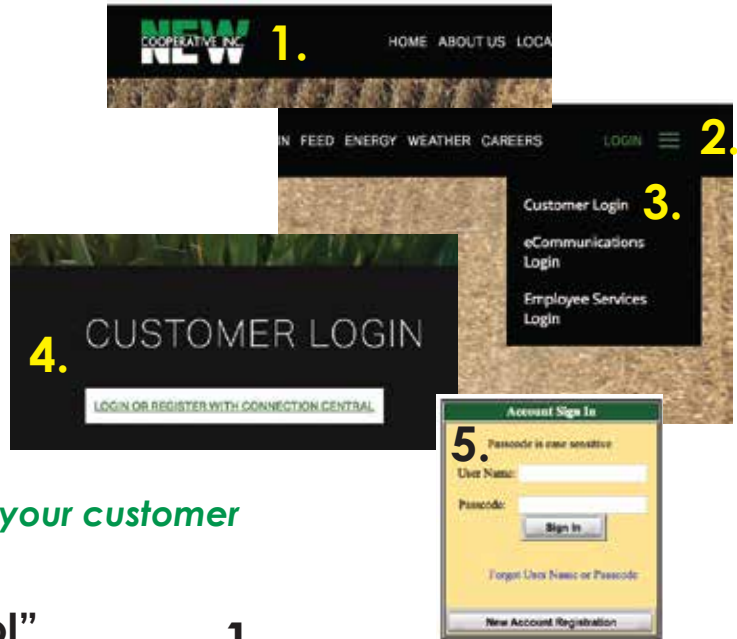 NEW
COOPERATIVE INC.
1.
HOME ABOUT US LOCA
IN FEED ENERGY WEATHER CAREERS
LOGIN
2.
Customer Login
3.
eCommunications
Login
Employee Services
Login
4.
CUSTOMER LOGIN
LOGIN OR REGISTER WITH CONNECTION CENTRAL
Account Sign In
5.
Passcode is case sensitive
User Name:
Passcode:
Sign In
Forgot User Name or Passcode
New Account Registration
your customer
ol”
1